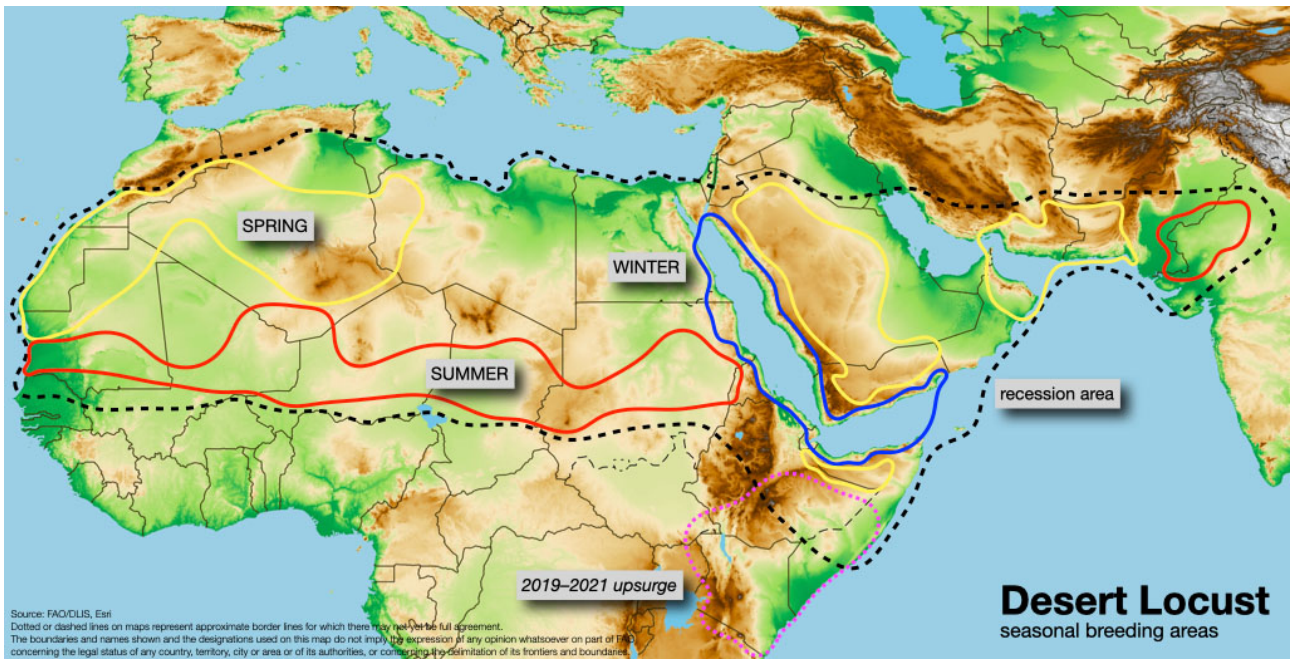 SPRING
WINTER
SUMMER
recession area
2019–2021 upsurge
Desert Locust
seasonal breeding areas
Source: FAO/DLIS, Esri
Dotted or dashed lines on maps represent approximate border lines for which there may not yet be full agreement.
The boundaries and names shown and the designations used on this map do not imply the expression of any opinion whatsoever on part of FAO
concerning the legal status of any country, territory, city or area or of its authorities, or concerning the delimitation of its frontiers and boundaries.